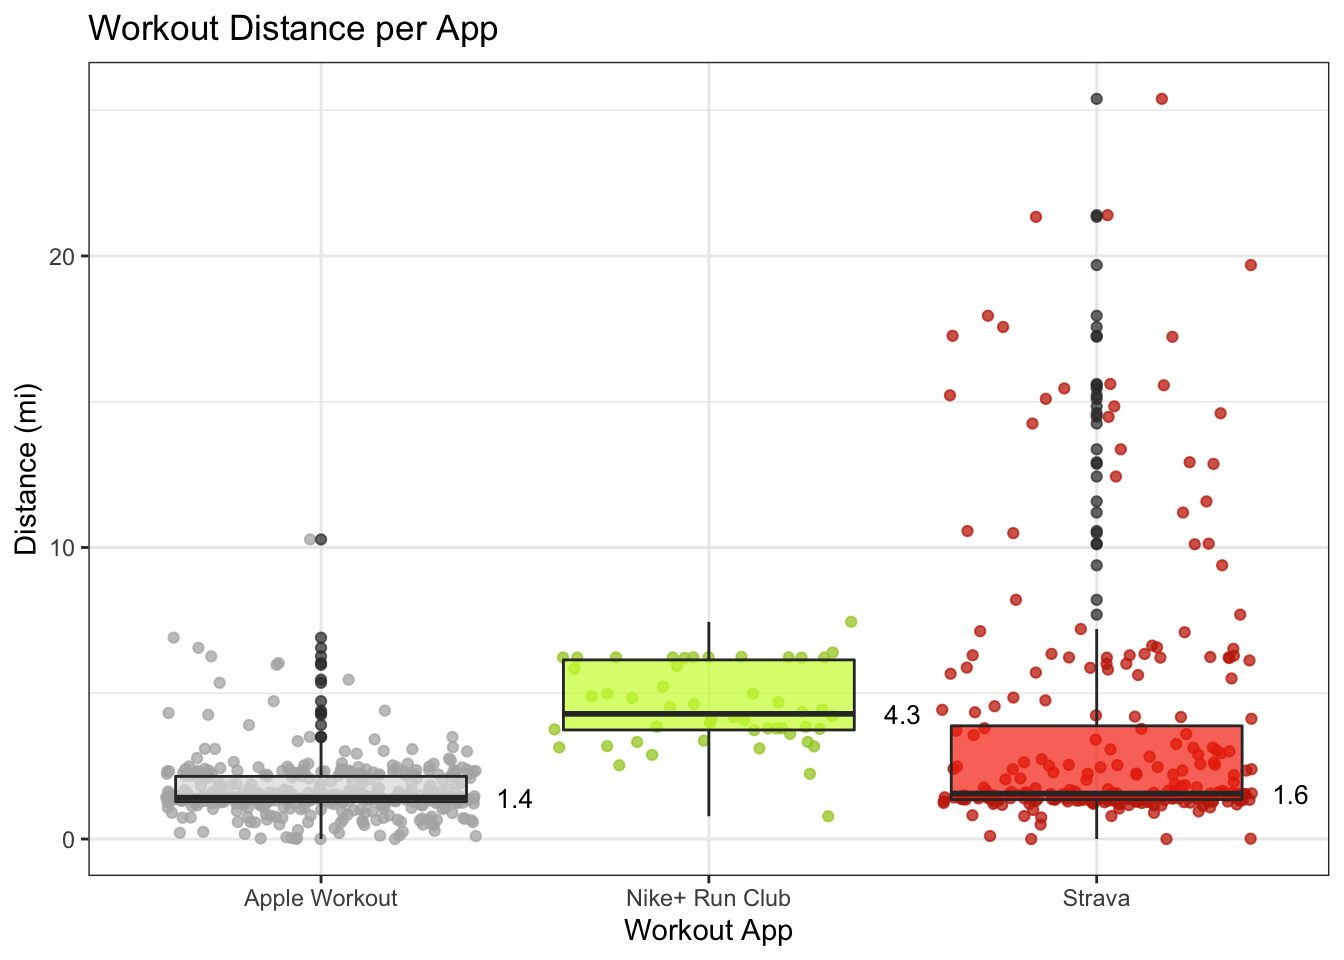 Workout Distance per App
Distance (mi)
20
10
0
1.4
4.3
1.6
Apple Workout
Nike+ Run Club
Strava
Workout App